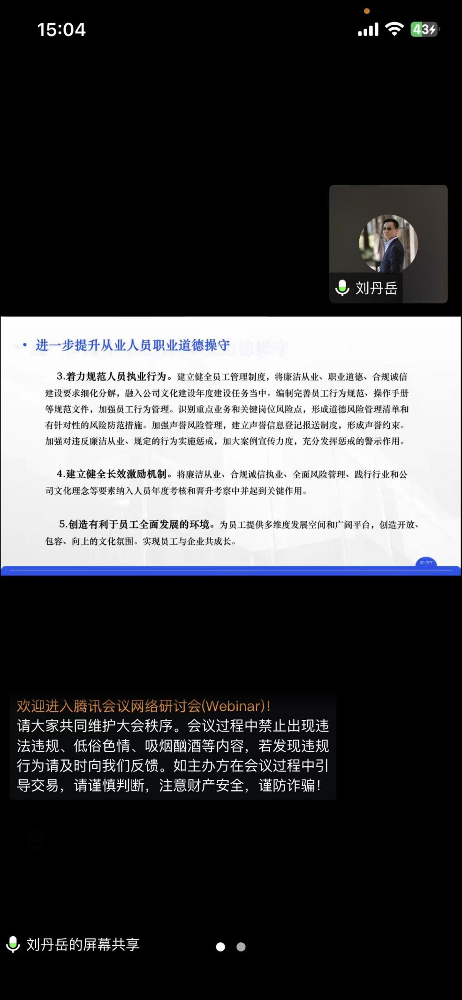 15:04
43
刘丹岳
• 进一步提升从业人员职业道德操守
3.着力规范人员执业行为。建立健全员工管理制度，将廉洁从业、职业道德、合规诚信
建设要求细化分解，融入公司文化建设年度建设任务当中。编制完善员工行为规范、操作手册
等规范文件，加强员工行为管理。识别重点业务和关键岗位风险点，形成道德风险管理清单和
有针对性的风险防范措施。加强声誉风险管理，建立声誉信息登记报送制度，形成声誉约束。
加强对违反廉洁从业、规定的行为实施惩戒，加大案例宣传力度，充分发挥惩戒的警示作用。
4.建立健全长效激励机制。将廉洁从业、合规诚信执业、全面风险管理、践行行业和公
司文化理念等要素纳入人员年度考核和晋升考察中并起到关键作用。
5.创造有利于员工全面发展的环境。为员工提供多维度发展空间和广阔平台，创造开放、
包容、向上的文化氛围。实现员工与企业共成长。
欢迎进入腾讯会议网络研讨会(Webinar)！
请大家共同维护大会秩序。会议过程中禁止出现违
法违规、低俗色情、吸烟酗酒等内容，若发现违规
行为请及时向我们反馈。如主办方在会议过程中引
导交易，请谨慎判断，注意财产安全，谨防诈骗！
刘丹岳的屏幕共享